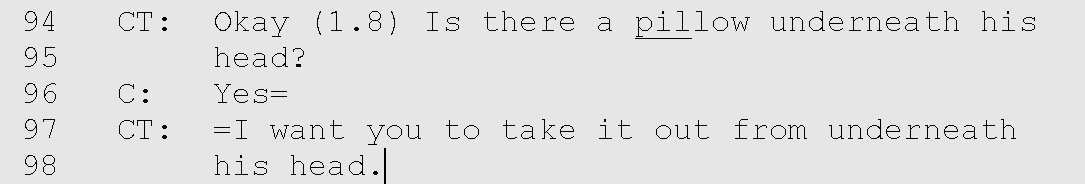 94 CT: Okay (1.8) Is there a pillow underneath his
95 head?
96 C: Yes=
97 CT: =I want you to take it out from underneath
98 his head.